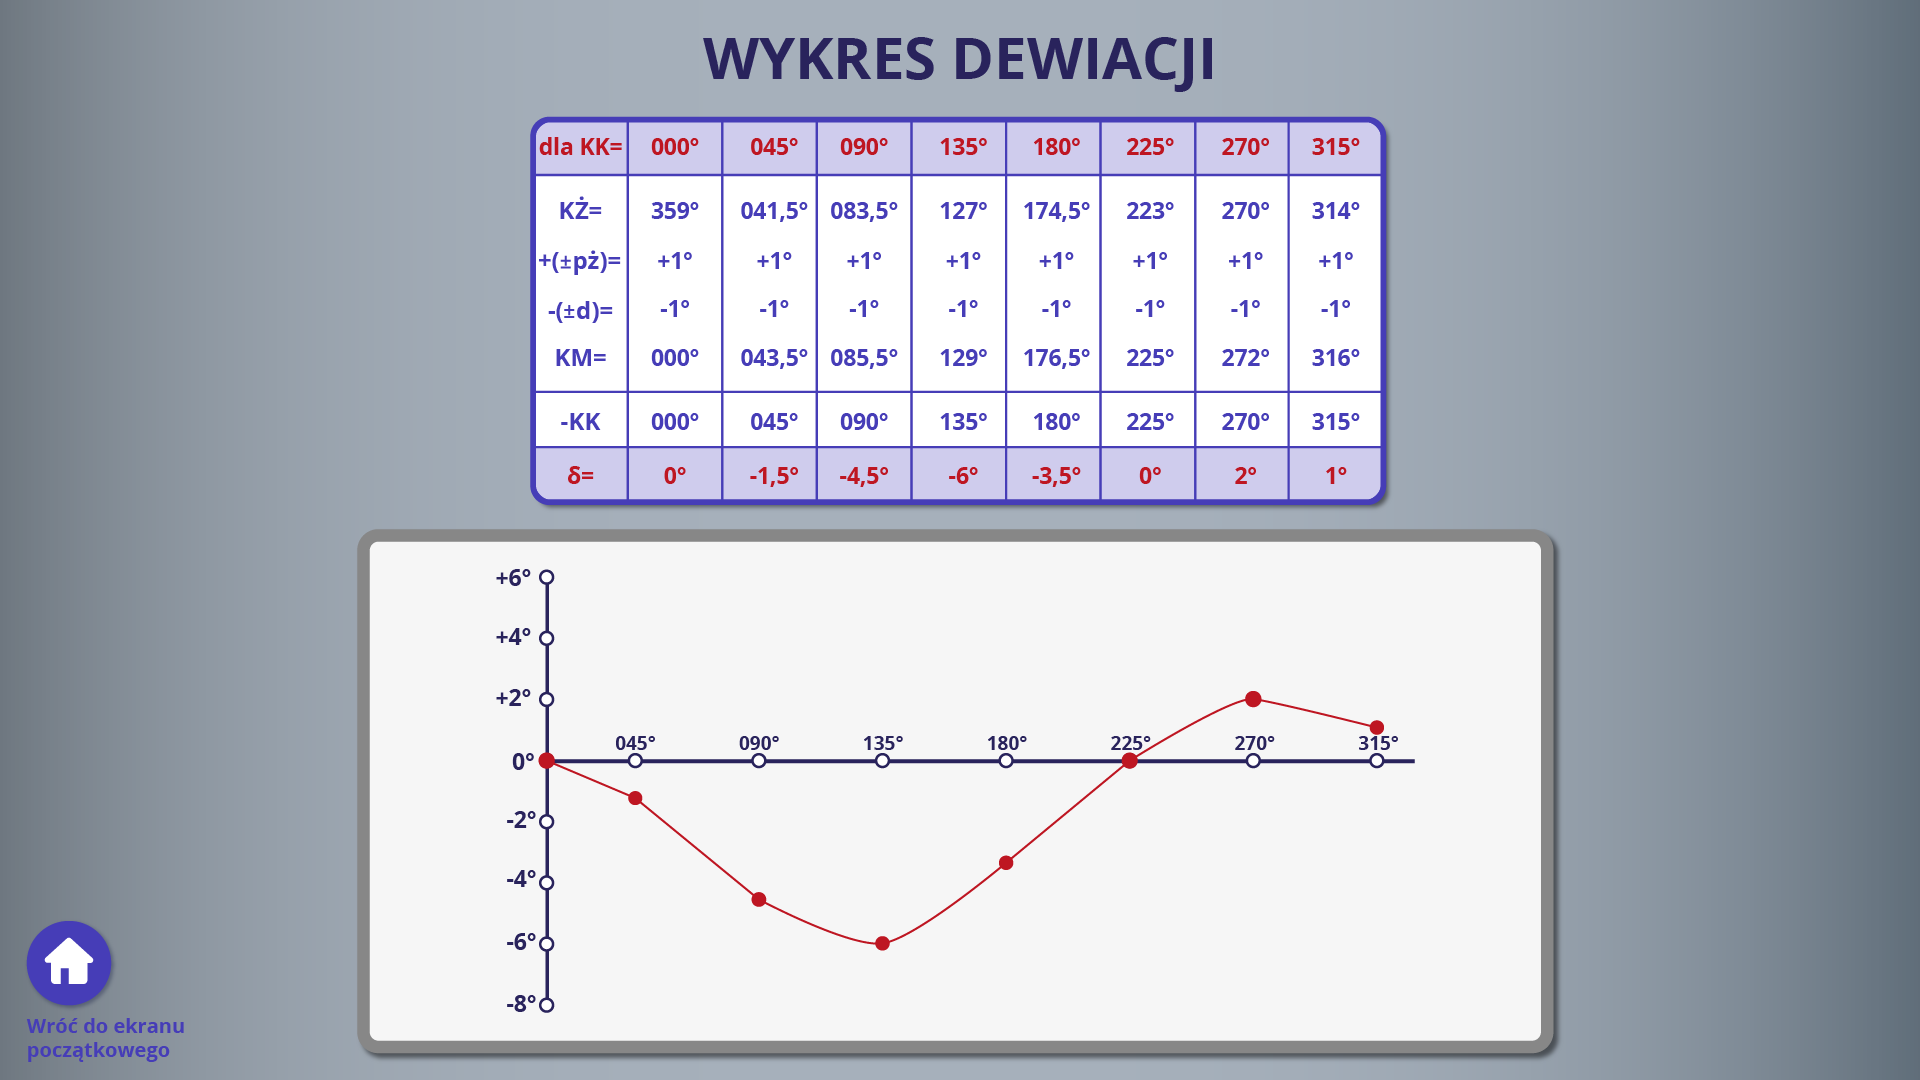 WYKRES DEWIACJI
dla KK= 000° 045° 090° 135° 180° 225° 270° 315°
KŻ= 359° 041,5° 083,5° 127° 174,5° 223° 270° 314°
+(±pż)= +1° +1° +1° +1° +1° +1° +1° +1°
-(±d)= -1° -1° -1° -1° -1° -1° -1° -1°
KM= 000° 043,5° 085,5° 129° 176,5° 225° 272° 316°
-KK 000° 045° 090° 135° 180° 225° 270° 315°
δ= 0° -1,5° -4,5° -6° -3,5° 0° 2° 1°
+6°
+4°
+2°
045° 090° 135° 180° 225° 270° 315°
0°
-2°
-4°
-6°
-8°
Wróć do ekranu
początkowego